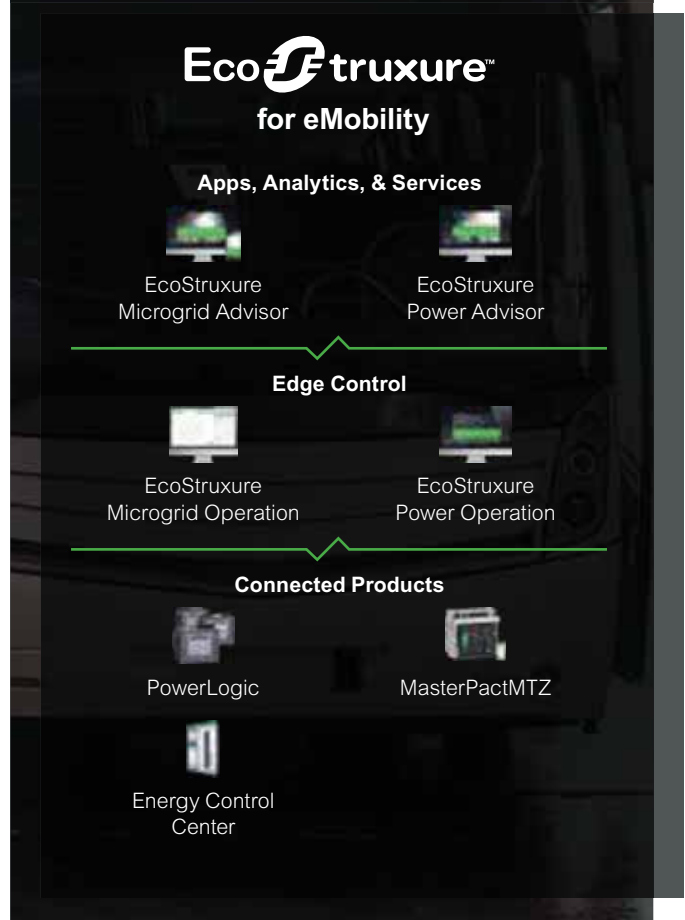 EcoStruxure™
for eMobility
Apps, Analytics, & Services
EcoStruxure
Microgrid Advisor
EcoStruxure
Power Advisor
Edge Control
EcoStruxure
Microgrid Operation
EcoStruxure
Power Operation
Connected Products
PowerLogic
MasterPactMTZ
Energy Control
Center